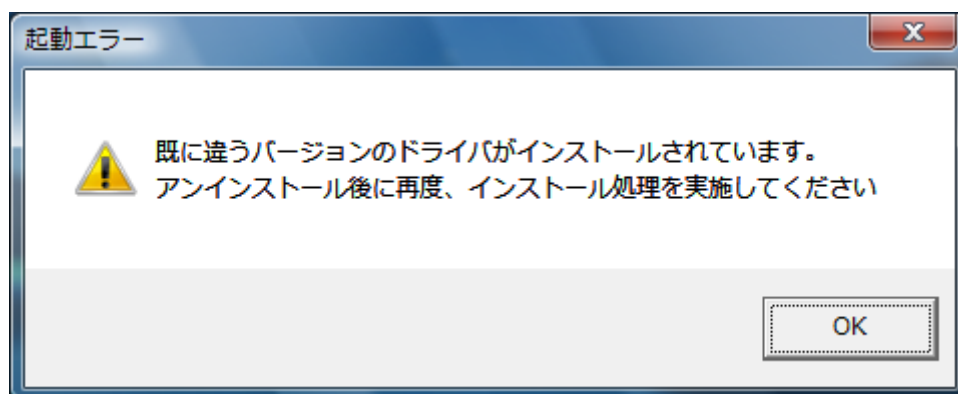 起動エラー
既に違うバージョンのドライバがインストールされています。
アンインストール後に再度、インストール処理を実施してください
OK